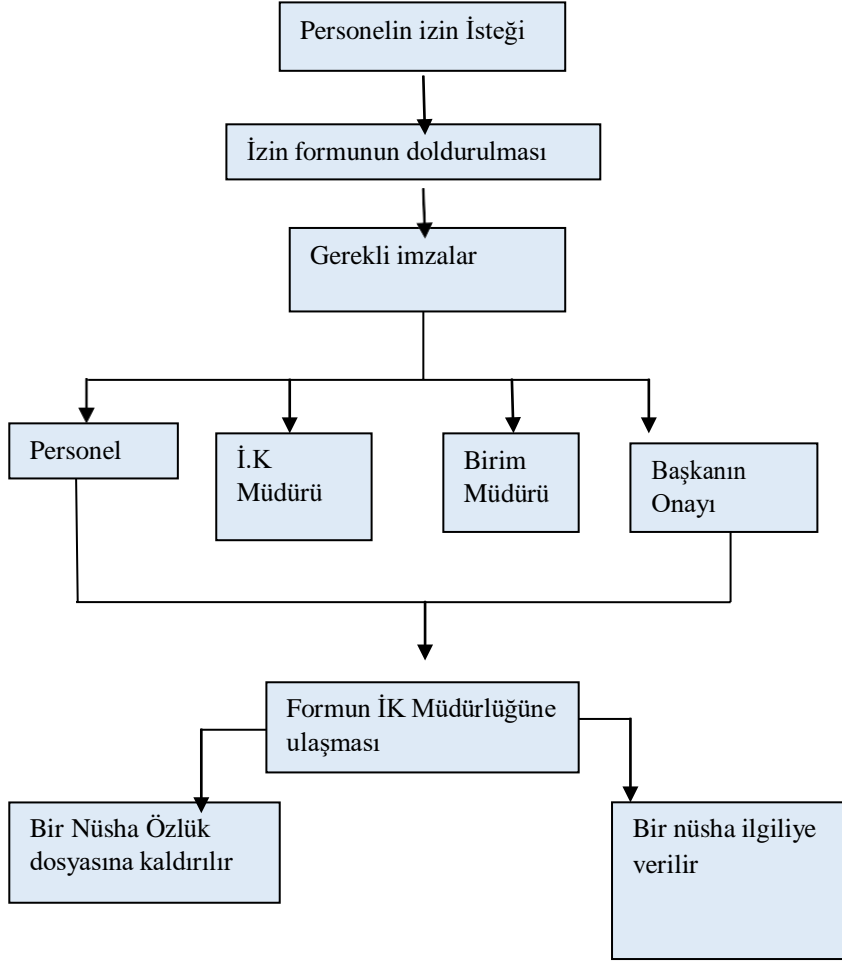 Personelin izin İsteği
İzin formunun doldurulması
Gerekli imzalar
Personel
İ.K
Müdürü
Birim
Müdürü
Başkanın
Onayı
Formun İK Müdürlüğüne
ulaşması
Bir Nüsha Özlük
dosyasına kaldırılır
Bir nüsha ilgiliye
verilir